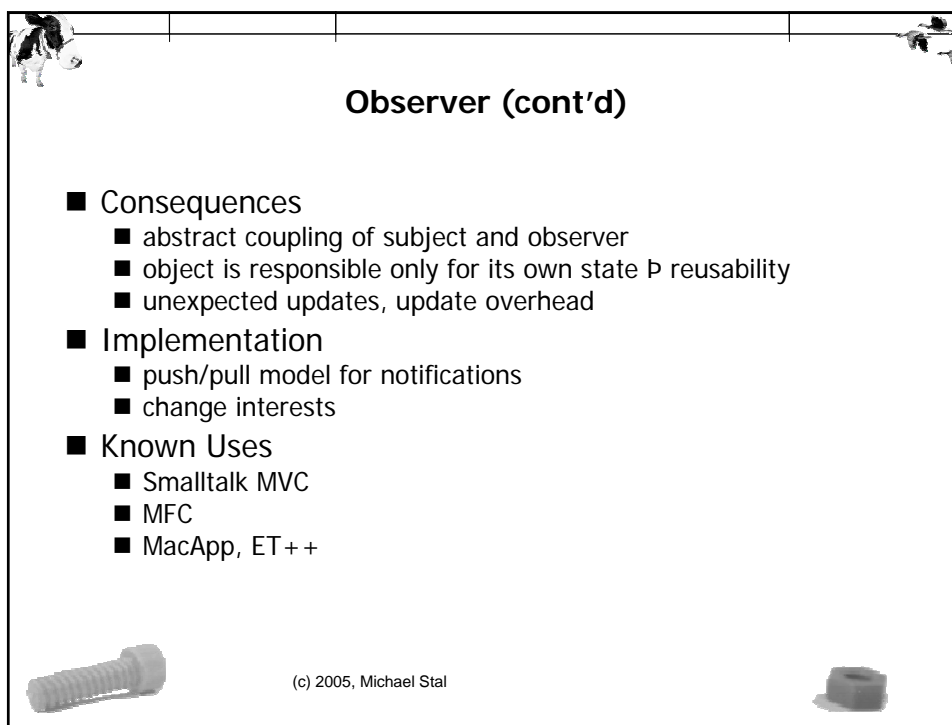 Observer (cont'd)
■ Consequences
■ abstract coupling of subject and observer
■ object is responsible only for its own state Þ reusability
■ unexpected updates, update overhead
■ Implementation
■ push/pull model for notifications
■ change interests
■ Known Uses
■ Smalltalk MVC
■ MFC
■ MacApp, ET++
(c) 2005, Michael Stal